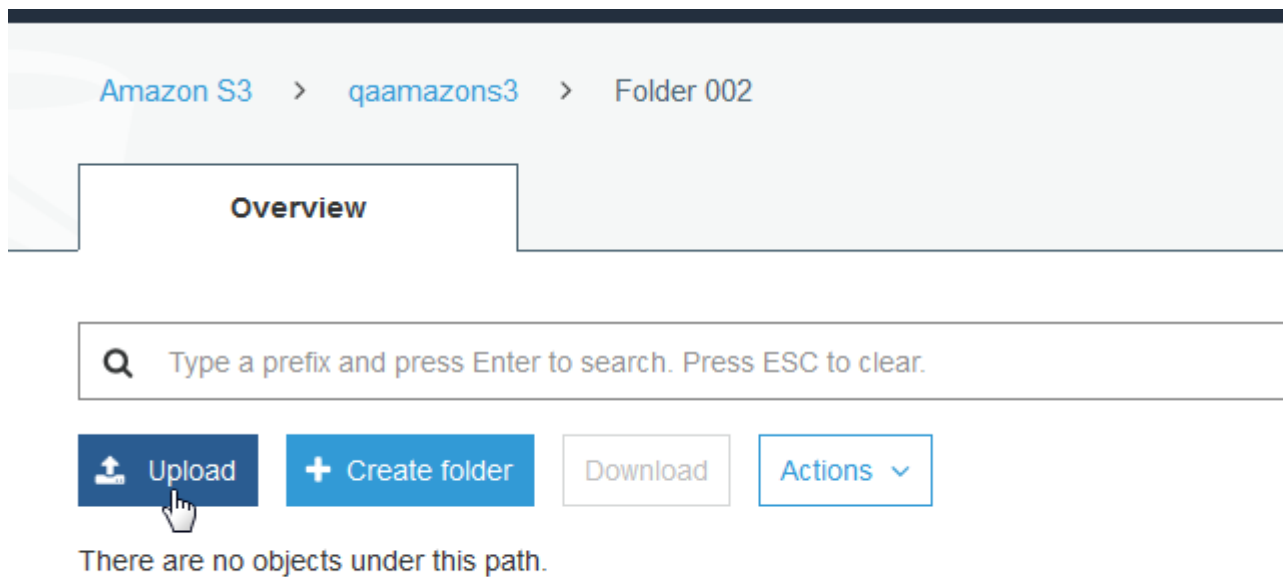 Amazon S3 > qaamazons3 > Folder 002
Overview
Type a prefix and press Enter to search. Press ESC to clear.
Upload + Create folder Download Actions
There are no objects under this path.